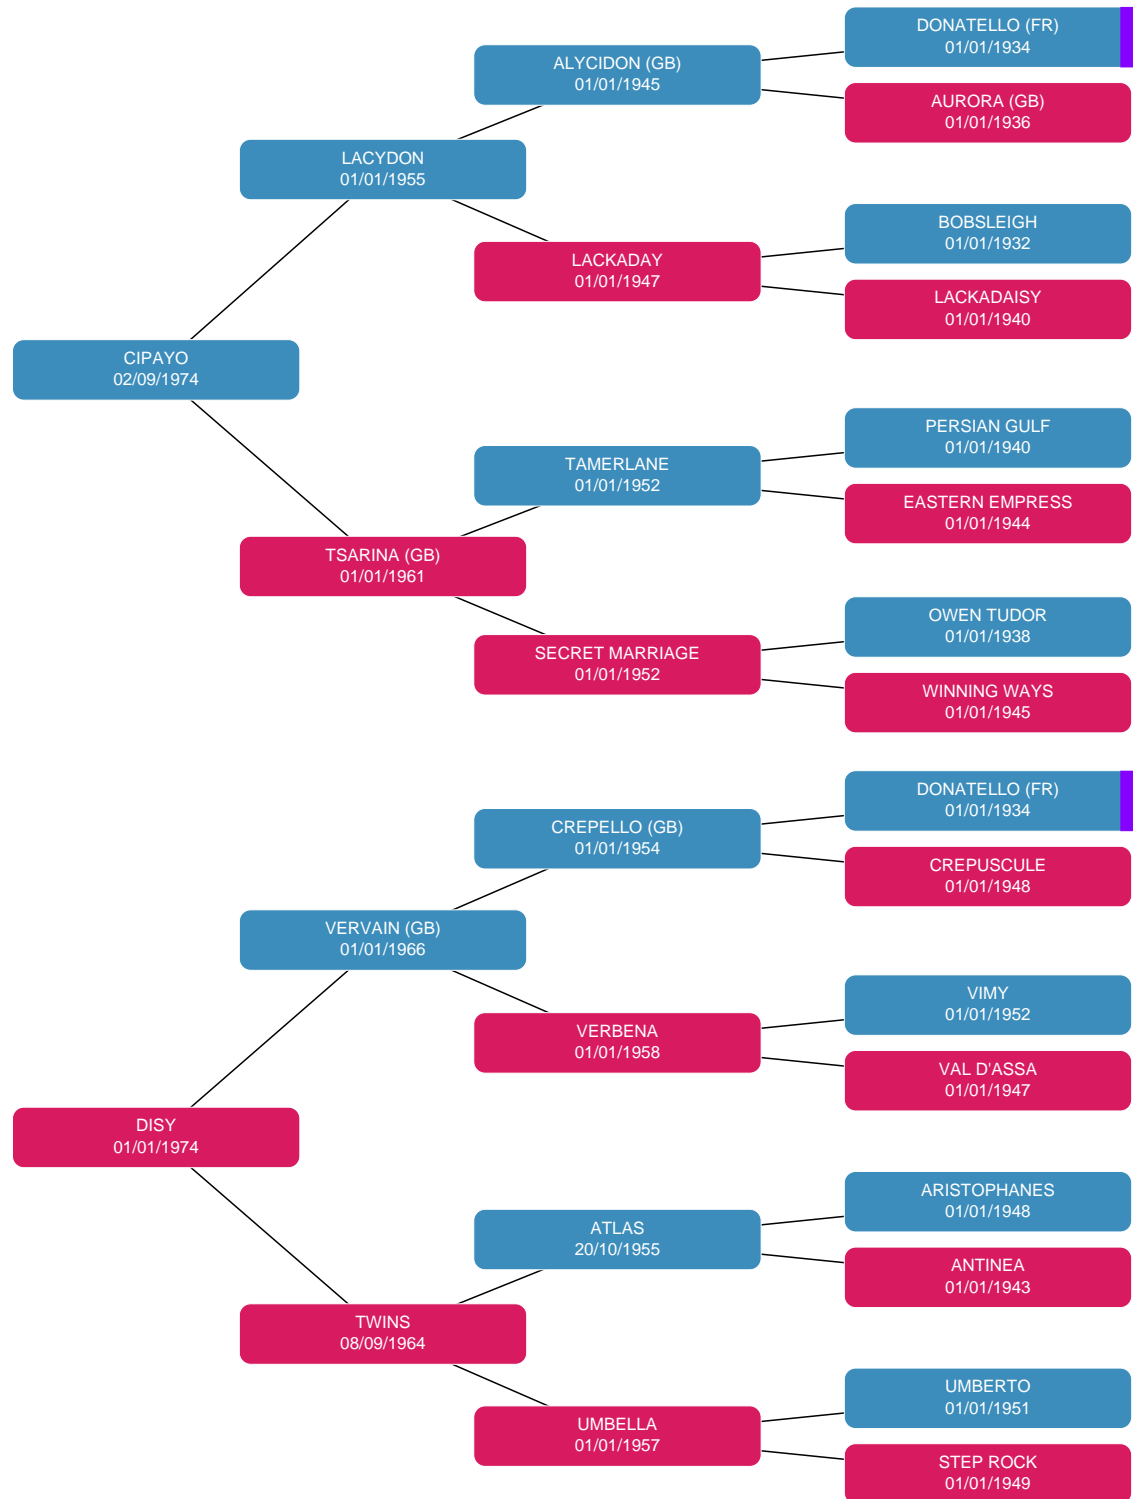 DONATELLO (FR)
01/01/1934
ALYCIDON (GB)
01/01/1945
AURORA (GB)
01/01/1936
LACYDON
01/01/1955
BOBSLEIGH
01/01/1932
LACKADAY
01/01/1947
LACKADAISY
01/01/1940
CIPAYO
02/09/1974
PERSIAN GULF
01/01/1940
TAMERLANE
01/01/1952
EASTERN EMPRESS
01/01/1944
TSARINA (GB)
01/01/1961
OWEN TUDOR
01/01/1938
SECRET MARRIAGE
01/01/1952
WINNING WAYS
01/01/1945
DONATELLO (FR)
01/01/1934
CREPELLO (GB)
01/01/1954
CREPUSCULE
01/01/1948
VERVAIN (GB)
01/01/1966
VIMY
01/01/1952
VERBENA
01/01/1958
VAL D'ASSA
01/01/1947
DISY
01/01/1974
ARISTOPHANES
01/01/1948
ATLAS
20/10/1955
ANTINEA
01/01/1943
TWINS
08/09/1964
UMBERTO
01/01/1951
UMBELLA
01/01/1957
STEP ROCK
01/01/1949